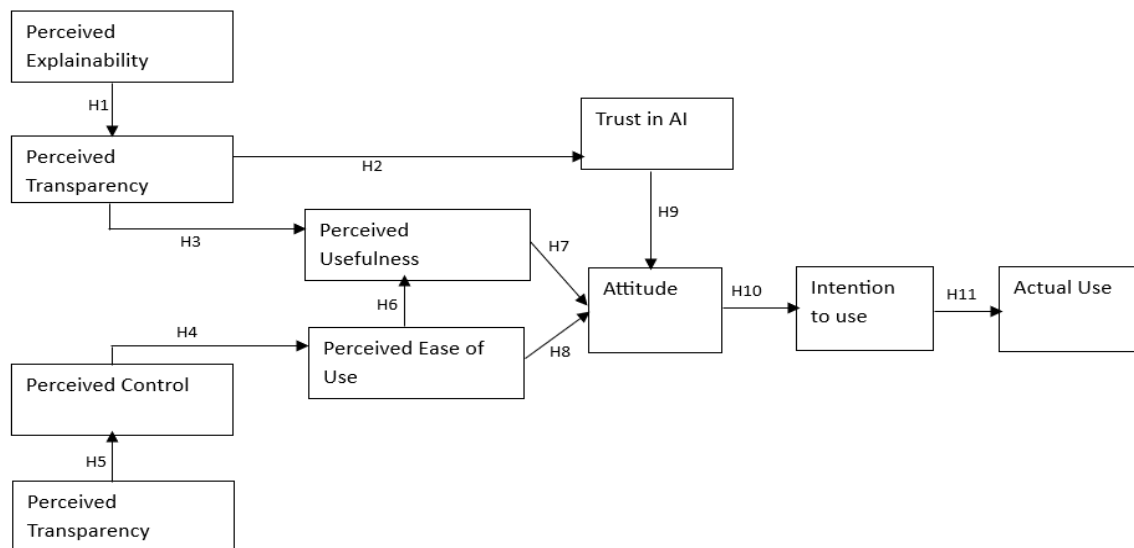 Perceived
Explainability
H1
Trust in AI
Perceived
Transparency
H2
H9
H3
Perceived
Usefulness
H7
Attitude
H10
Intention
to use
H11
Actual Use
H6
H4
Perceived Ease of
Use
H8
Perceived Control
H5
Perceived
Transparency